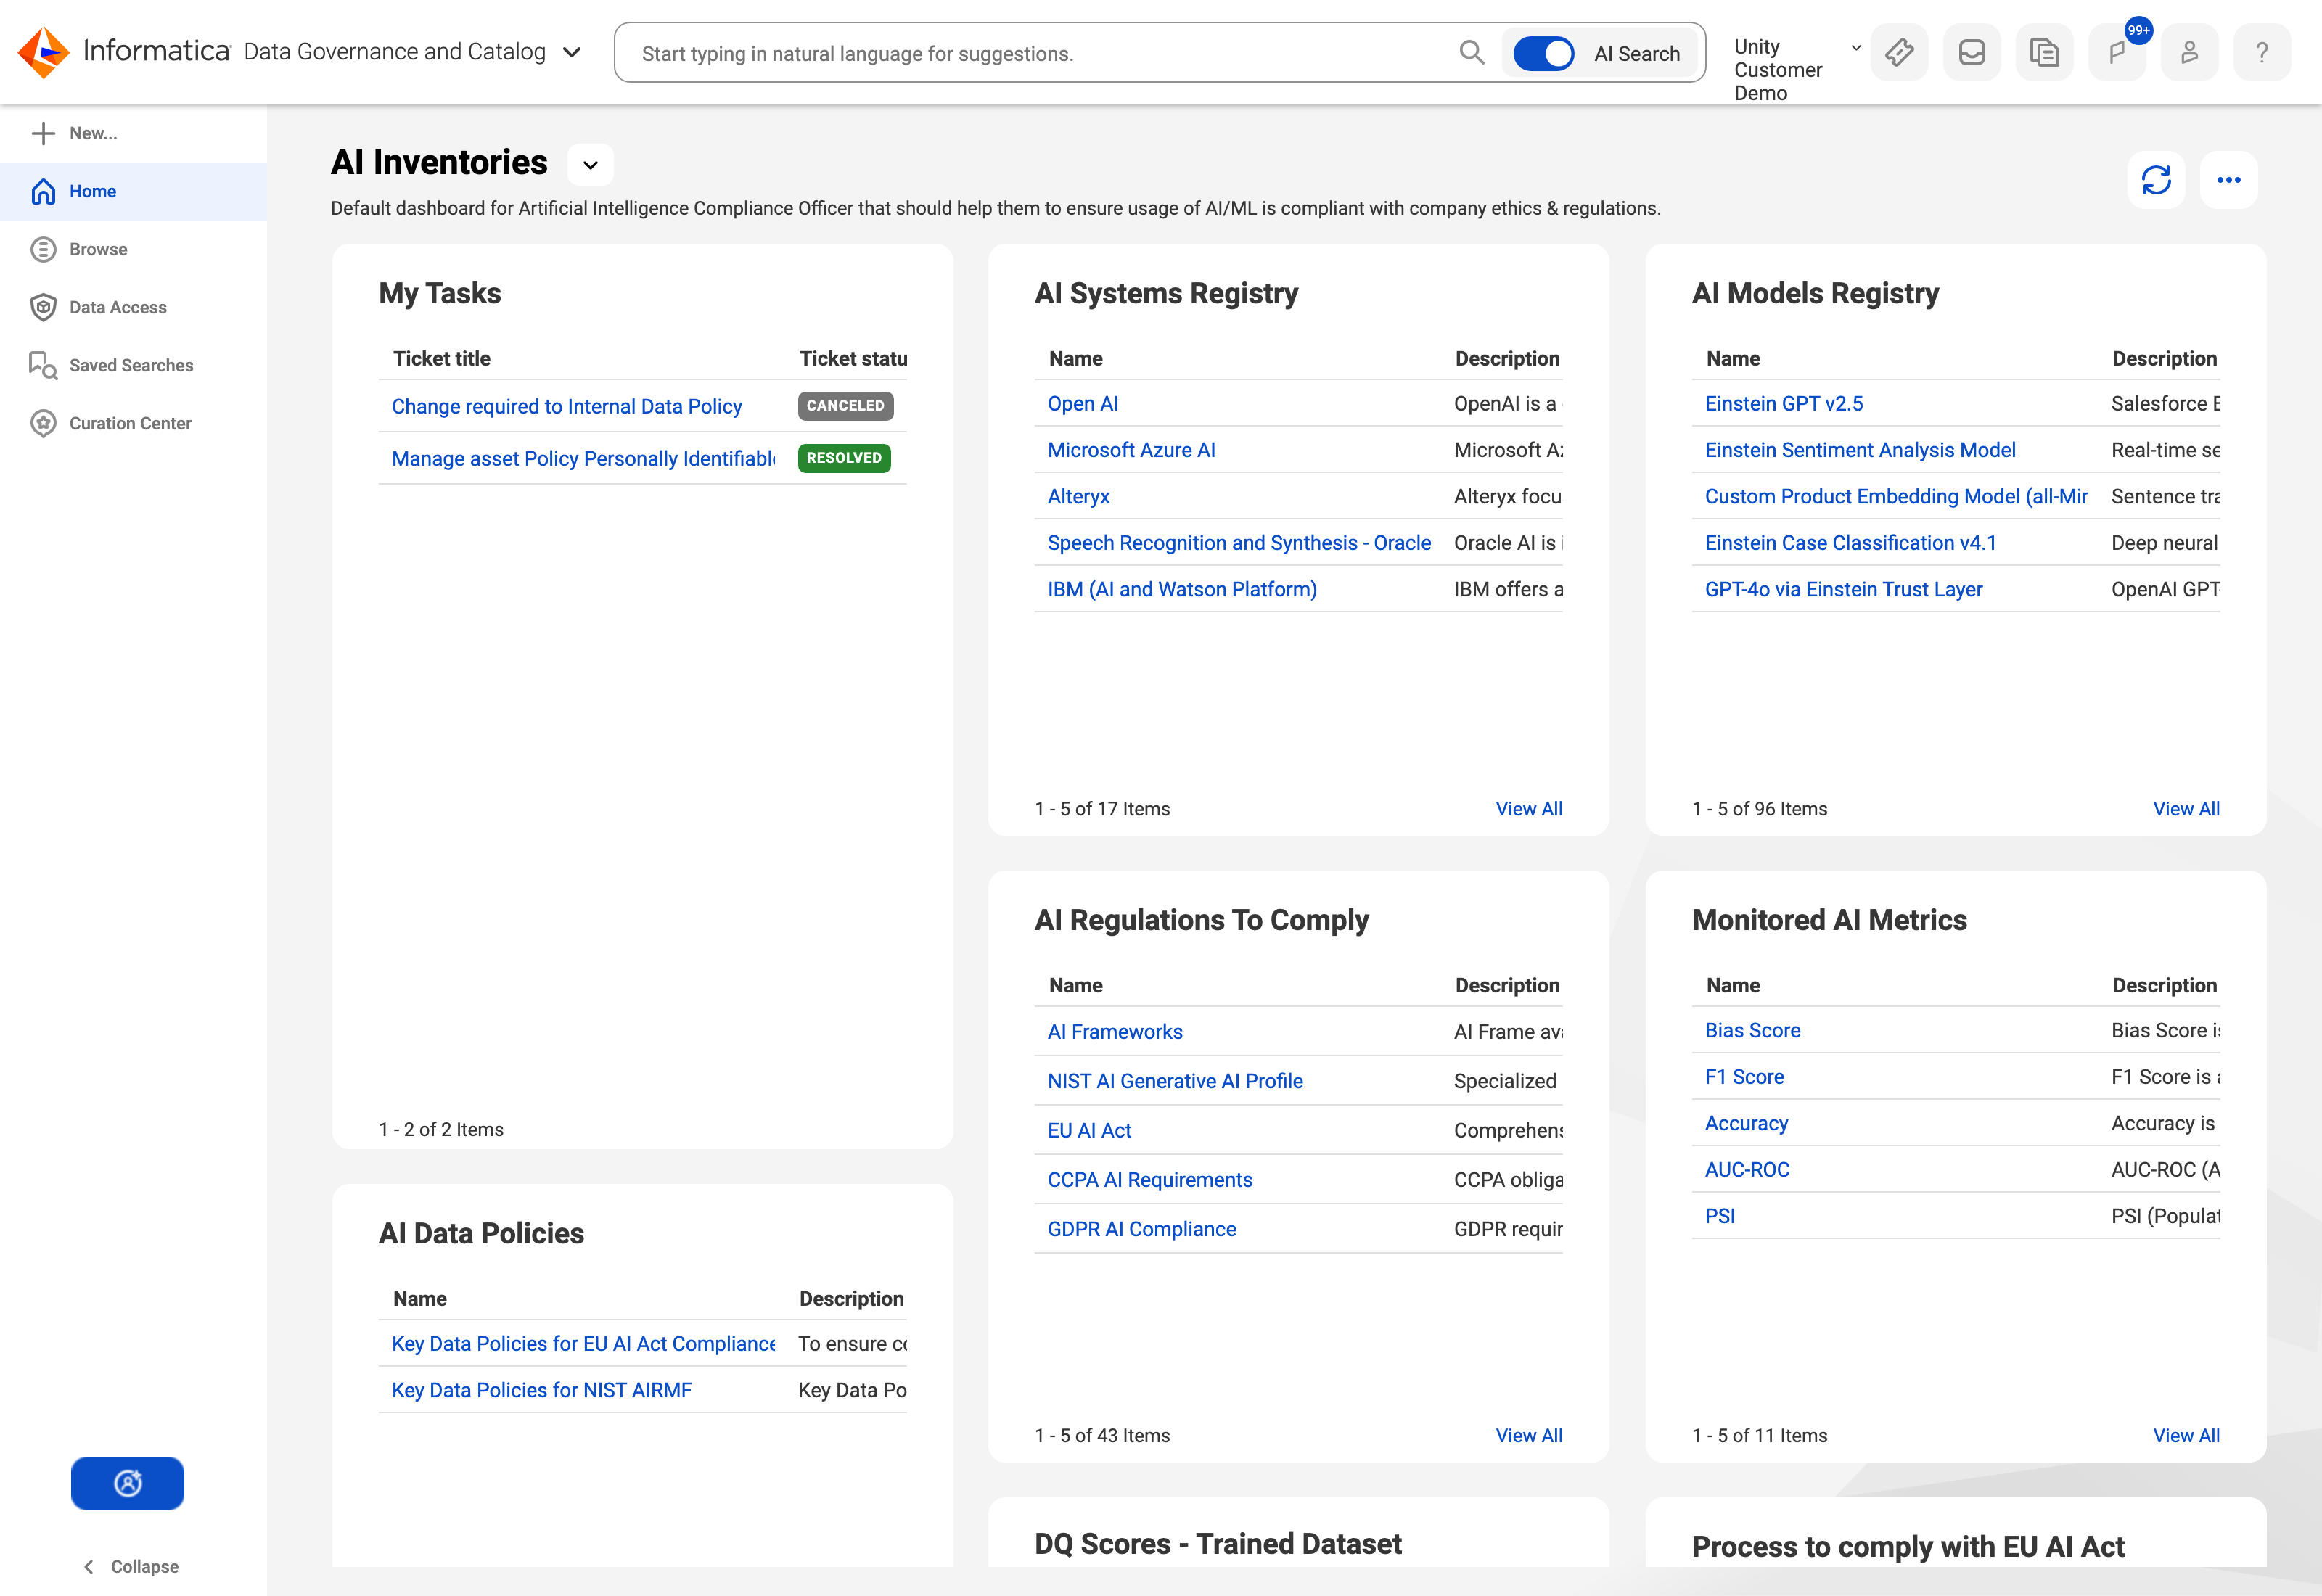 Informatica Data Governance and Catalog
Start typing in natural language for suggestions.
AI Search
Unity
Customer
Demo
99+
?
New...
Home
Browse
Data Access
Saved Searches
Curation Center
Collapse
AI Inventories
Default dashboard for Artificial Intelligence Compliance Officer that should help them to ensure usage of AI/ML is compliant with company ethics & regulations.
My Tasks
Ticket title Ticket statu
Change required to Internal Data Policy CANCELED
Manage asset Policy Personally Identifiable RESOLVED
1 - 2 of 2 Items
AI Data Policies
Name Description
Key Data Policies for EU AI Act Compliance To ensure co
Key Data Policies for NIST AIRMF Key Data Po
AI Systems Registry
Name Description
Open AI OpenAI is a
Microsoft Azure AI Microsoft Az
Alteryx Alteryx focu
Speech Recognition and Synthesis - Oracle Oracle AI is i
IBM (AI and Watson Platform) IBM offers a
1 - 5 of 17 Items View All
AI Regulations To Comply
Name Description
AI Frameworks AI Frame ava
NIST AI Generative AI Profile Specialized
EU AI Act Comprehens
CCPA AI Requirements CCPA obliga
GDPR AI Compliance GDPR requir
1 - 5 of 43 Items View All
DQ Scores - Trained Dataset
AI Models Registry
Name Description
Einstein GPT v2.5 Salesforce E
Einstein Sentiment Analysis Model Real-time se
Custom Product Embedding Model (all-Mir Sentence tra
Einstein Case Classification v4.1 Deep neural
GPT-4o via Einstein Trust Layer OpenAI GPT-
1 - 5 of 96 Items View All
Monitored AI Metrics
Name Description
Bias Score Bias Score is
F1 Score F1 Score is a
Accuracy Accuracy is
AUC-ROC AUC-ROC (A
PSI PSI (Populat
1 - 5 of 11 Items View All
Process to comply with EU AI Act